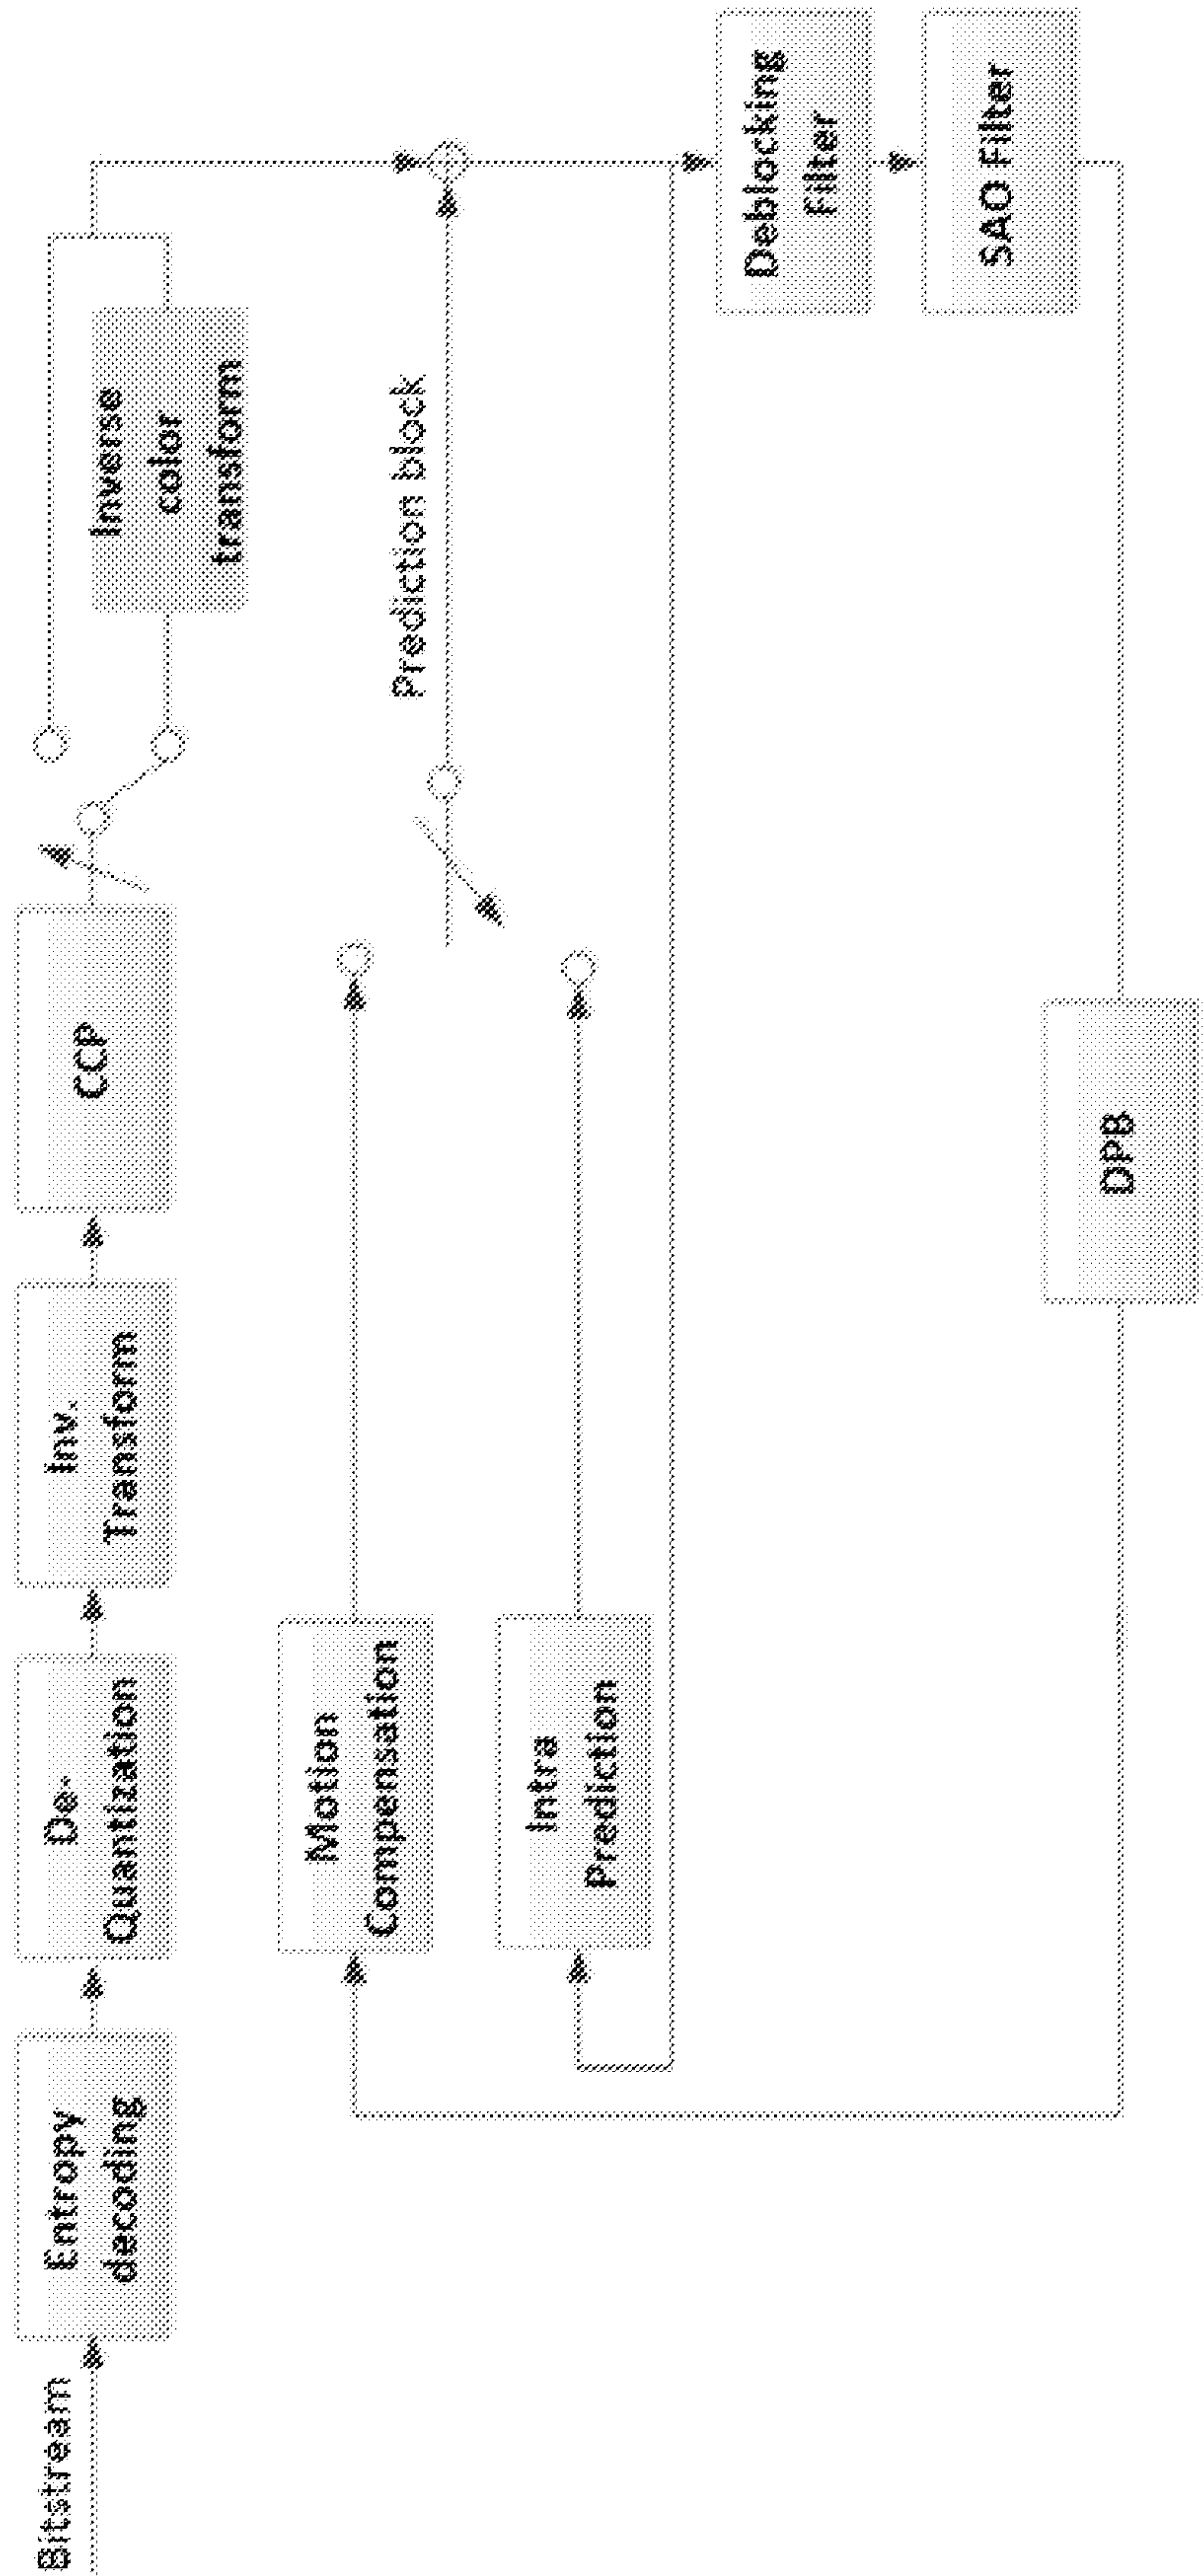 Bitstream
Entropy
decoding
De-
Quantization
Inv.
Transform
CCP
Inverse
color
transform
Motion
Compensation
Prediction block
Intra
Prediction
Deblocking
Filter
SAO Filter
DPB